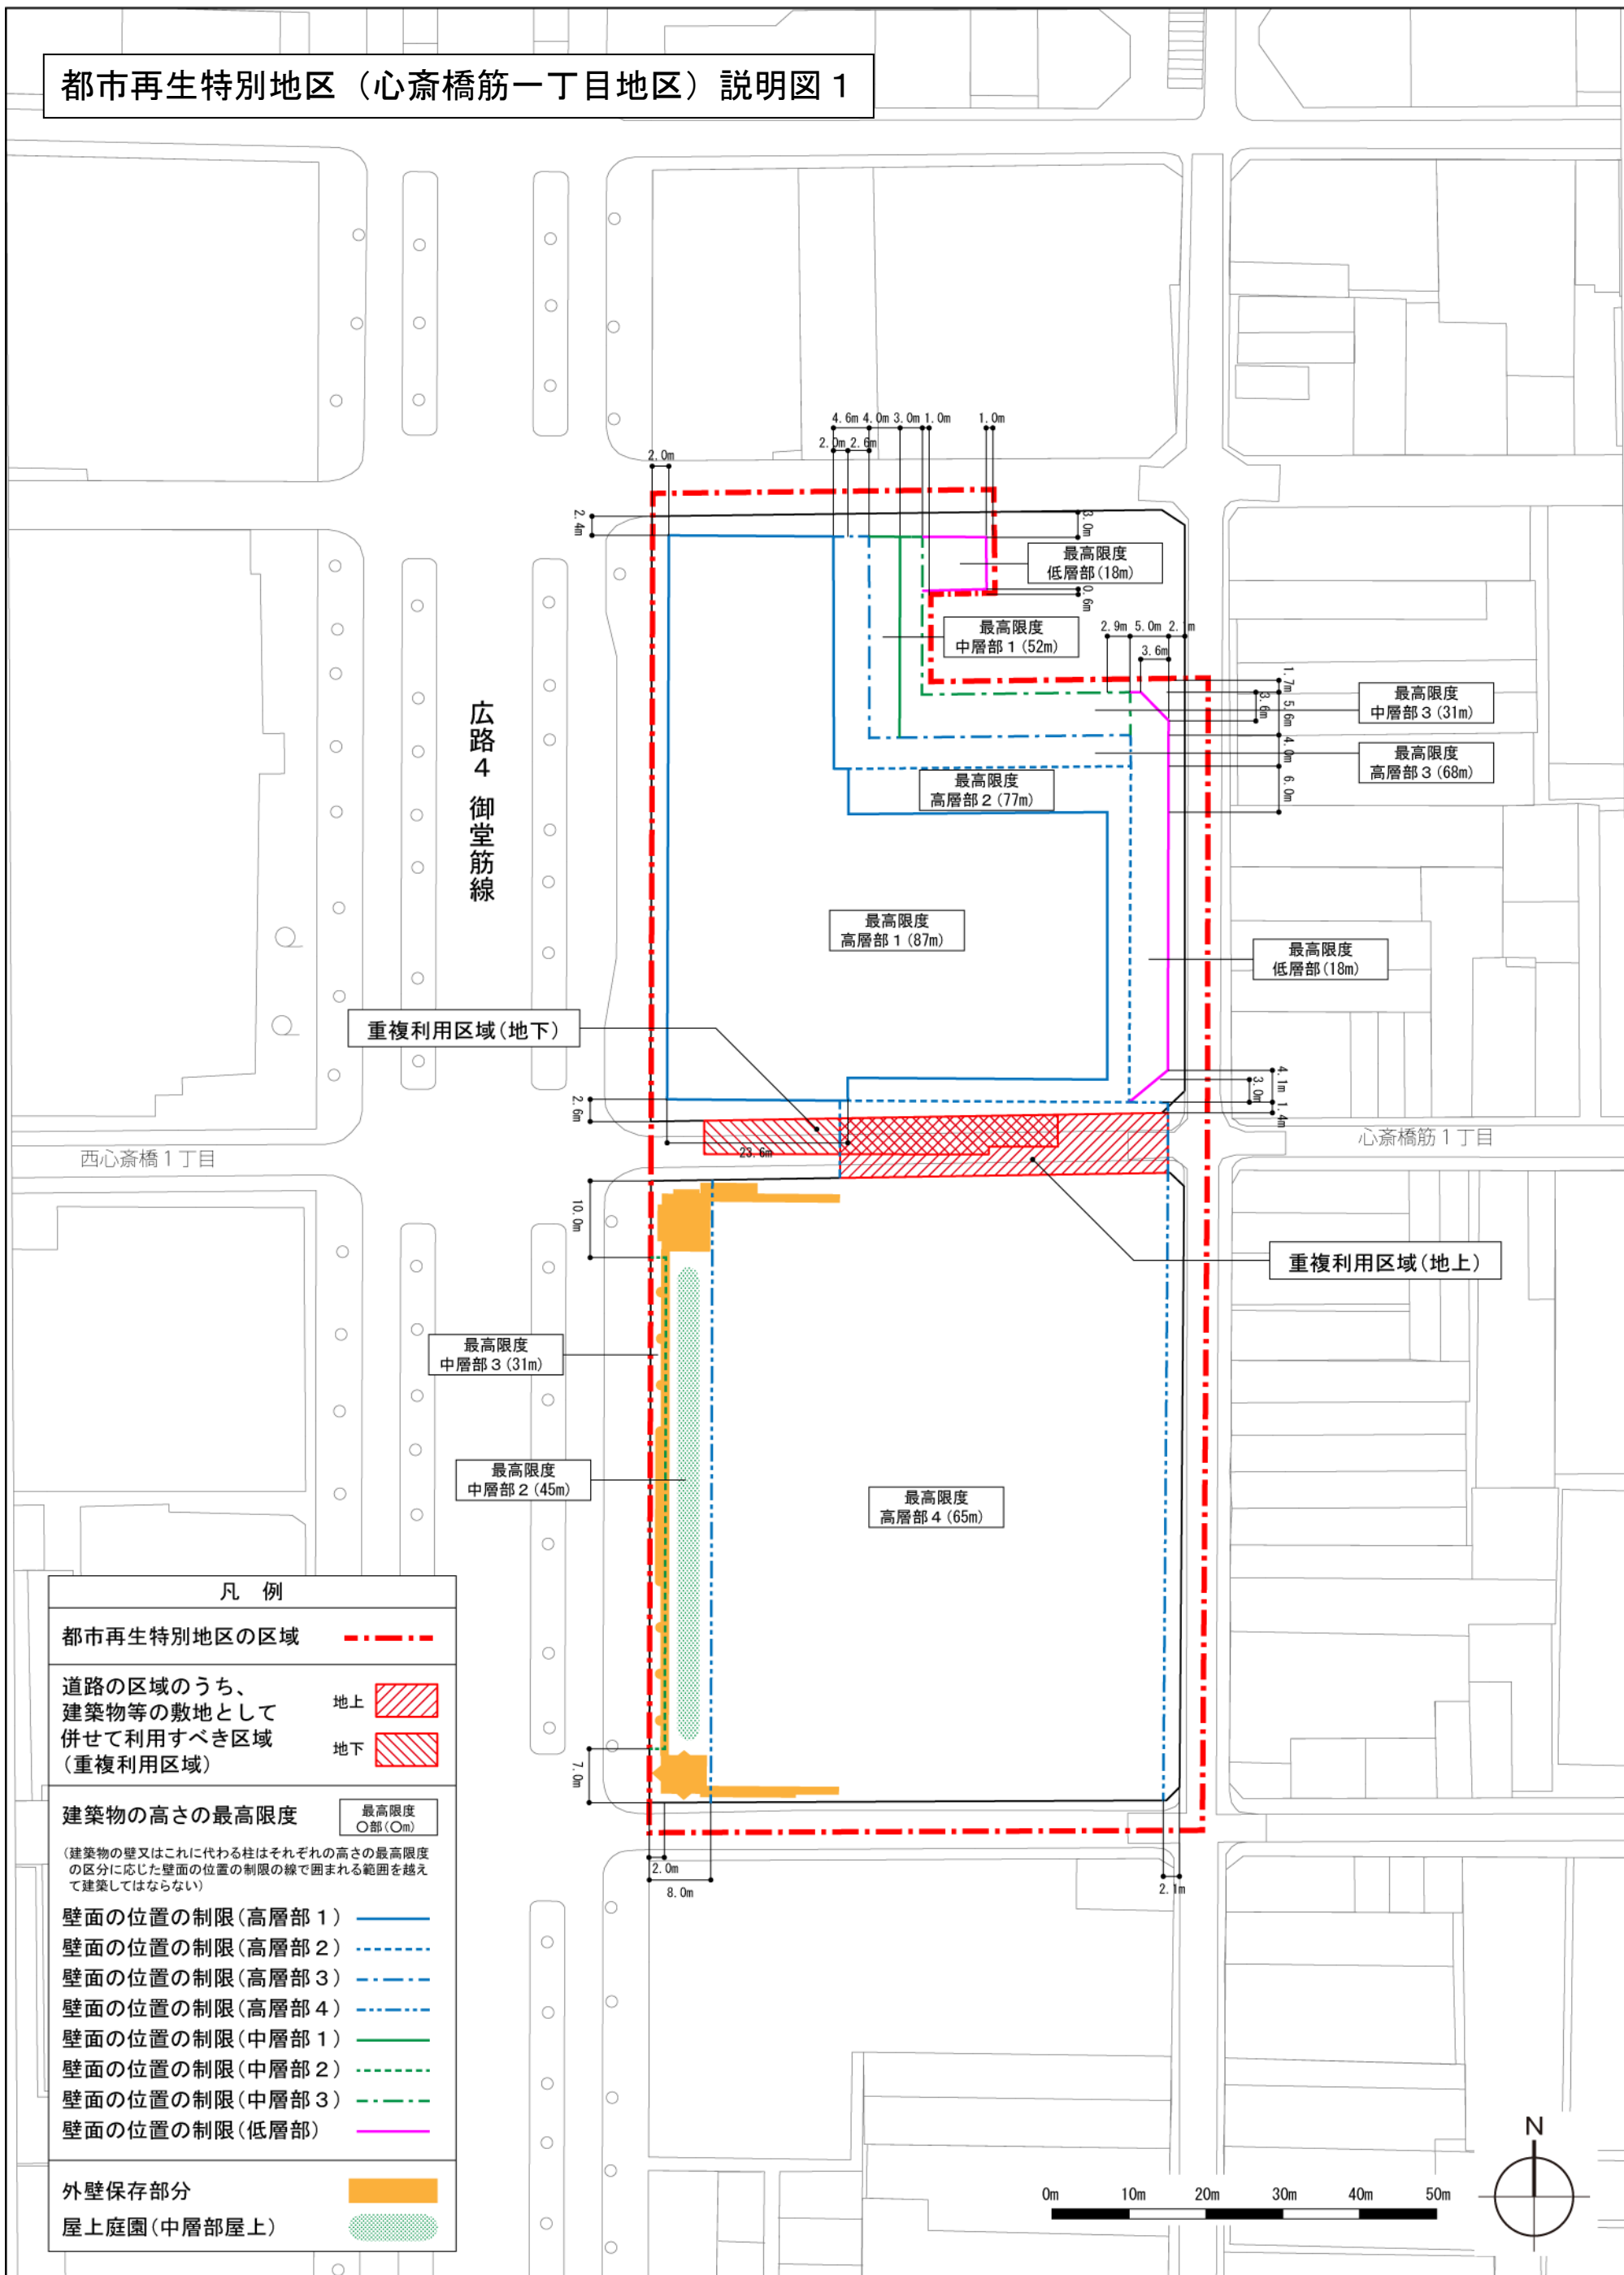 都市再生特別地区（心斎橋筋一丁目地区）説明図１
4.6m 4.0m 3.0m 1.0m
1.0m
2.0m 2.6m
2.0m
2.4m
3.0m
最高限度
低層部(18m)
0.6m
最高限度
中層部１(52m)
2.9m 5.0m 2.1m
3.6m
1.7m
3.6m
5.6m
4.0m
6.0m
最高限度
中層部３(31m)
最高限度
高層部３(68m)
最高限度
高層部２(77m)
広路４ 御堂筋線
最高限度
高層部１(87m)
最高限度
低層部(18m)
重複利用区域(地下)
4.1m
3.0m
1.4m
2.6m
23.6m
西心斎橋１丁目
心斎橋筋１丁目
10.0m
重複利用区域(地上)
最高限度
中層部３(31m)
最高限度
中層部２(45m)
最高限度
高層部４(65m)
7.0m
2.0m
8.0m
2.1m
凡 例
都市再生特別地区の区域
道路の区域のうち、
建築物等の敷地として
併せて利用すべき区域
(重複利用区域)
地上
地下
建築物の高さの最高限度
最高限度
○部(○m)
(建築物の壁又はこれに代わる柱はそれぞれの高さの最高限度
の区分に応じた壁面の位置の制限の線で囲まれる範囲を越え
て建築してはならない)
壁面の位置の制限(高層部１)
壁面の位置の制限(高層部２)
壁面の位置の制限(高層部３)
壁面の位置の制限(高層部４)
壁面の位置の制限(中層部１)
壁面の位置の制限(中層部２)
壁面の位置の制限(中層部３)
壁面の位置の制限(低層部)
外壁保存部分
屋上庭園(中層部屋上)
N
0m 10m 20m 30m 40m 50m